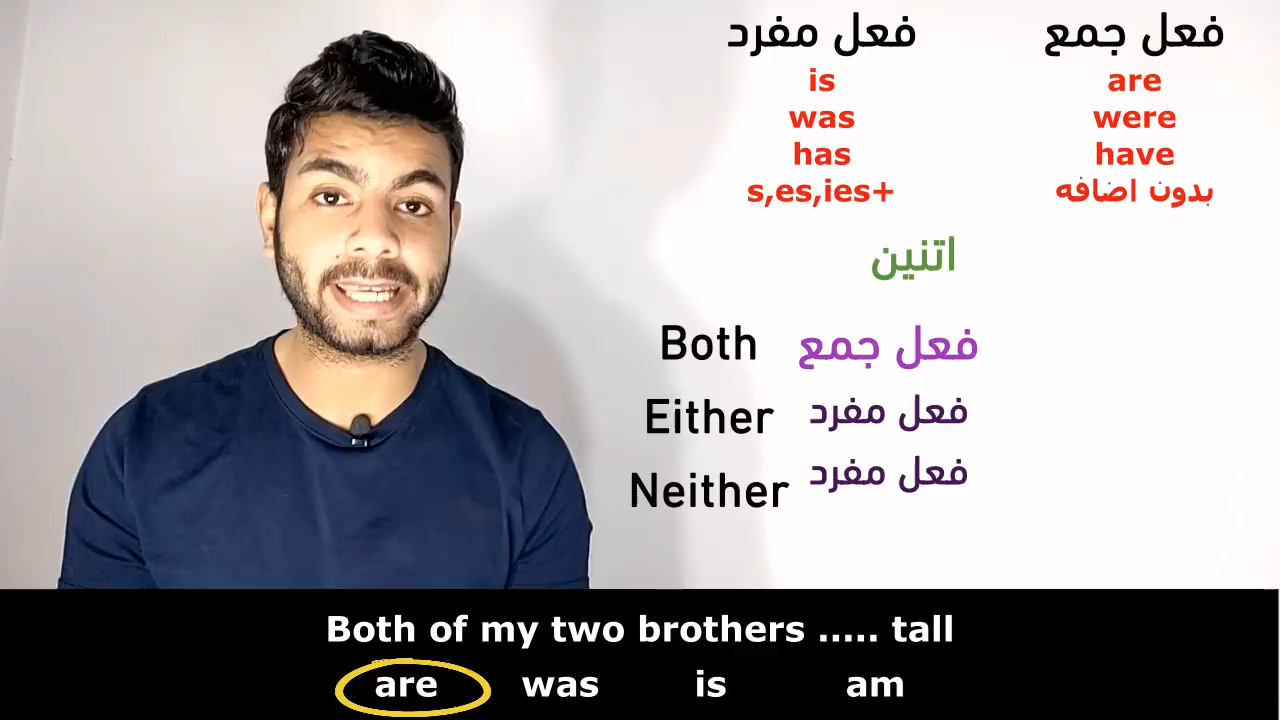 فعل جمع
فعل مفرد
are
is
were
was
have
has
بدون اضافه
s,es,ies+
اتنين
Both فعل جمع
Either فعل مفرد
Neither فعل مفرد
Both of my two brothers ..... tall
are was is am